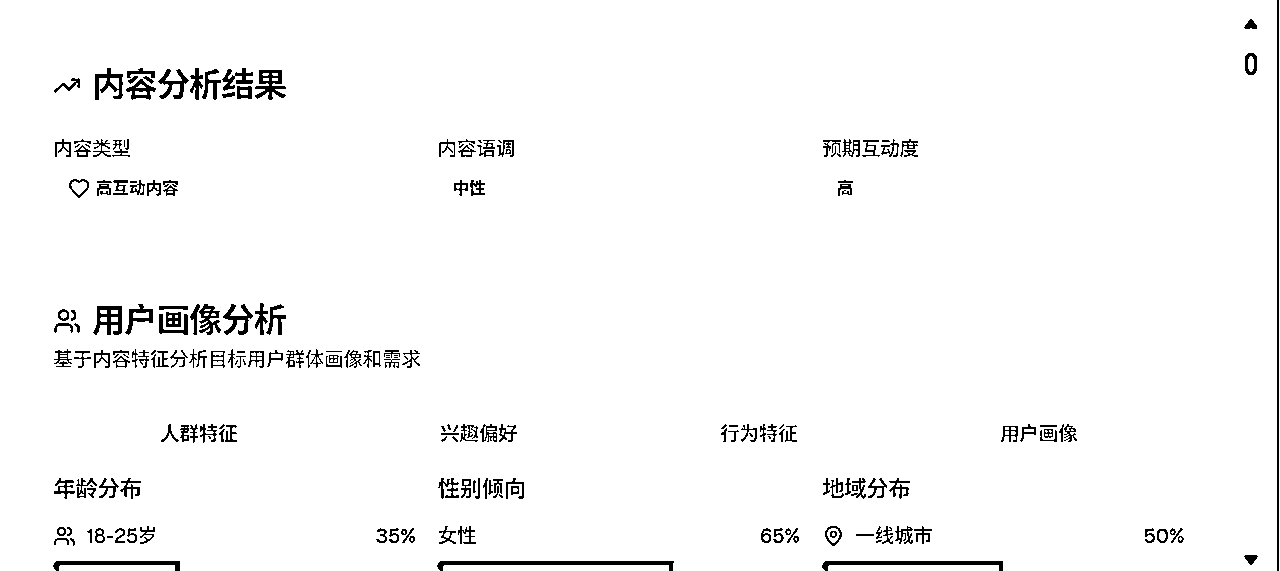 内容分析结果
内容类型 内容语调 预期互动度
高互动内容 中性 高
用户画像分析
基于内容特征分析目标用户群体画像和需求
人群特征 兴趣偏好 行为特征 用户画像
年龄分布 性别倾向 地域分布
18-25岁 35% 女性 65% 一线城市 50%